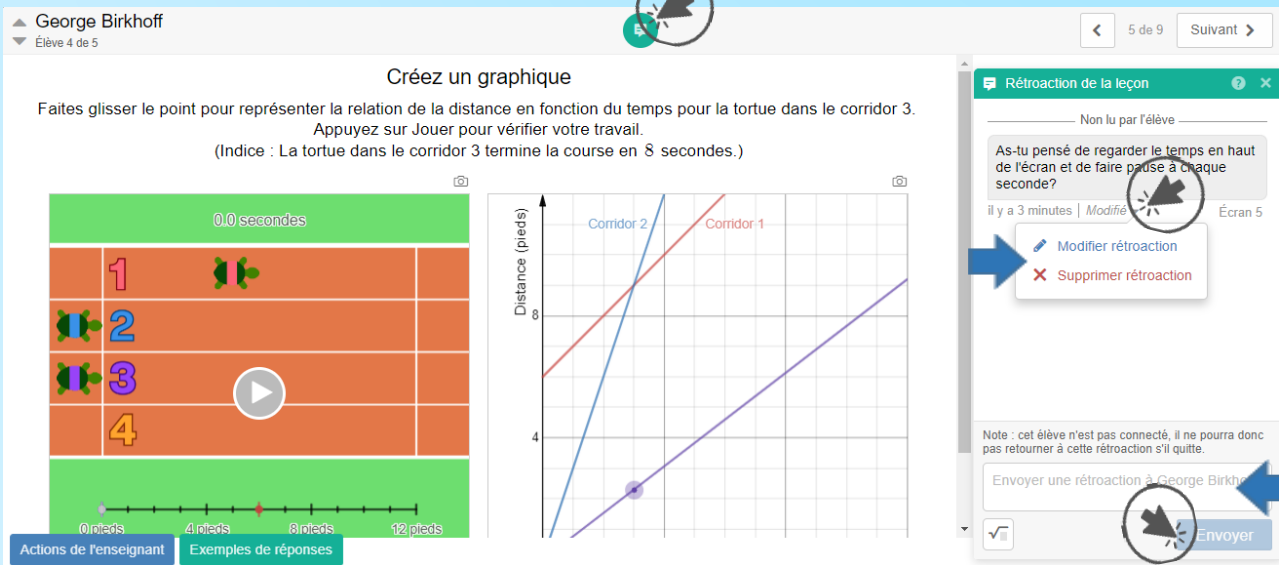 George Birkhoff
Élève 4 de 5
5 de 9
Suivant
Créez un graphique
Faites glisser le point pour représenter la relation de la distance en fonction du temps pour la tortue dans le corridor 3.
Appuyez sur Jouer pour vérifier votre travail.
(Indice : La tortue dans le corridor 3 termine la course en 8 secondes.)
0.0 secondes
1
2
3
4
0 pieds
4 pieds
8 pieds
12 pieds
Actions de l'enseignant
Exemples de réponses
Distance (pieds)
Corridor 2
Corridor 1
8
4
Rétroaction de la leçon
?
Non lu par l'élève
As-tu pensé de regarder le temps en haut
de l'écran et de faire pause à chaque
seconde?
il y a 3 minutes | Modifié
Écran 5
Modifier rétroaction
Supprimer rétroaction
Note : cet élève n'est pas connecté, il ne pourra donc
pas retourner à cette rétroaction s'il quitte.
Envoyer une rétroaction à George
Envoyer